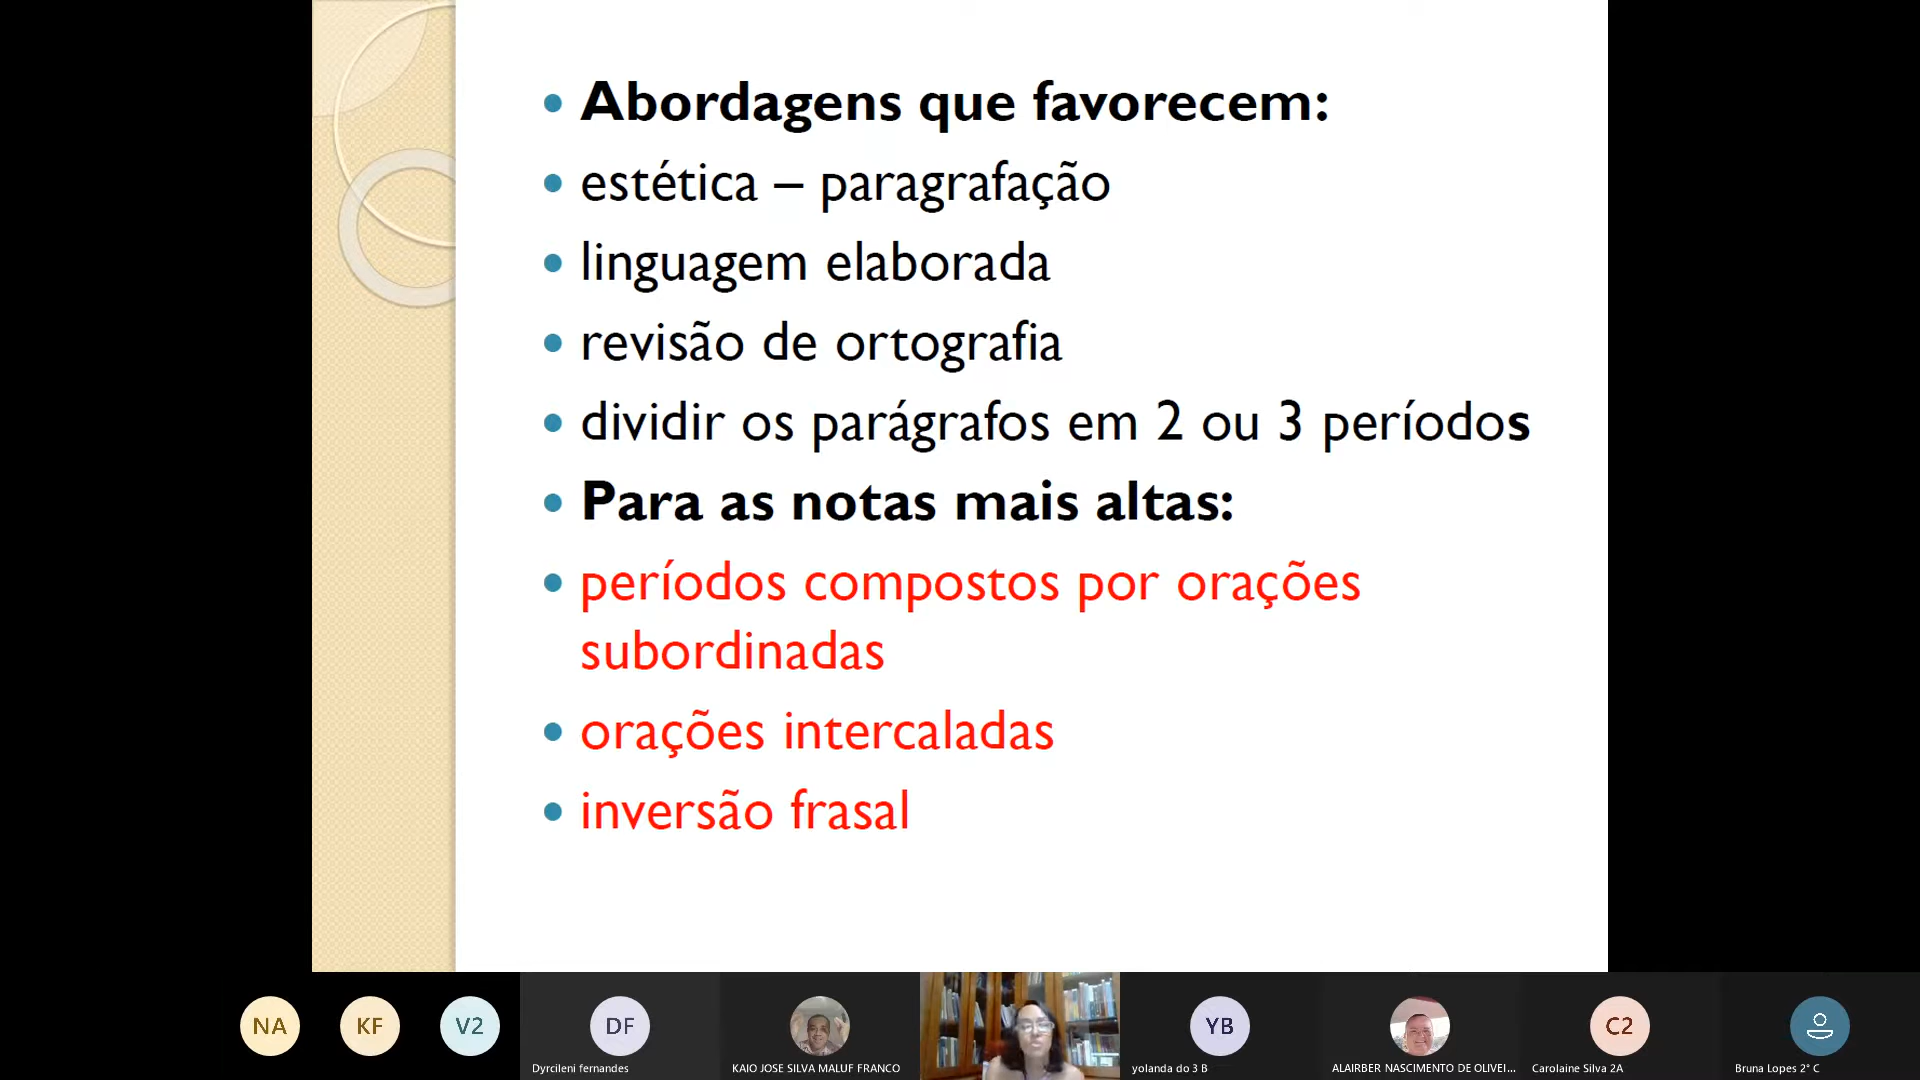 Abordagens que favorecem:
estética – paragrafação
linguagem elaborada
revisão de ortografia
dividir os parágrafos em 2 ou 3 períodos
Para as notas mais altas:
períodos compostos por orações
subordinadas
orações intercaladas
inversão frasal
NA
KF
V2
DF
YB
C2
Dyrcileni fernandes
KAIO JOSE SILVA MALUF FRANCO
yolanda do 3 B
ALAIRBER NASCIMENTO DE OLIVEI...
Carolaine Silva 2A
Bruna Lopes 2° C